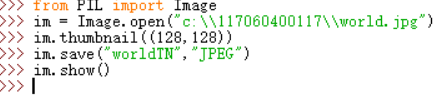 >>> from PIL import Image
>>> im = Image.open("c:\\117060400117\\world.jpg")
>>> im.thumbnail((128,128))
>>> im.save("worldTN","JPEG")
>>> im.show()
>>>